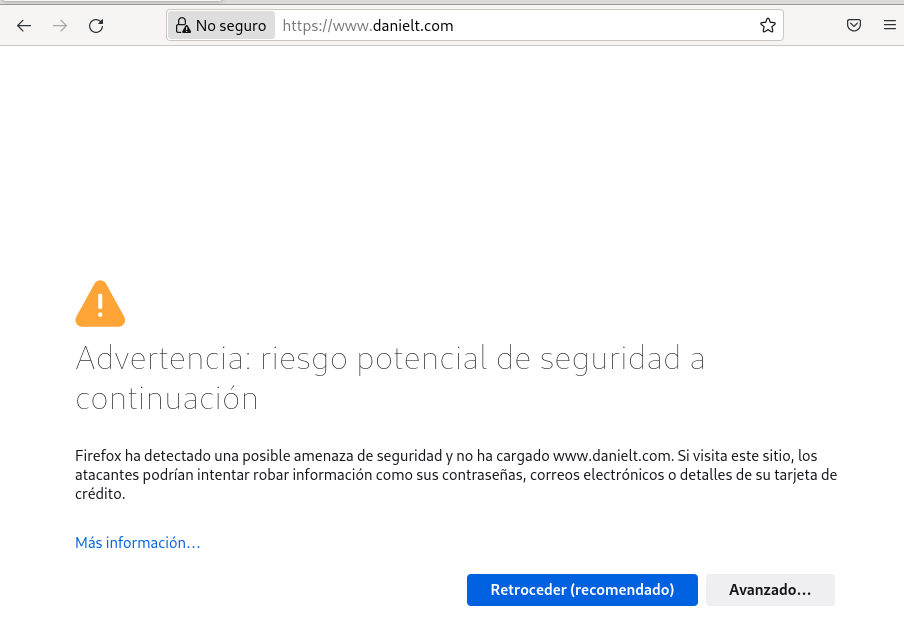 No seguro https://www.danielt.com
Advertencia: riesgo potencial de seguridad a
continuación
Firefox ha detectado una posible amenaza de seguridad y no ha cargado www.danielt.com. Si visita este sitio, los
atacantes podrían intentar robar información como sus contraseñas, correos electrónicos o detalles de su tarjeta de
crédito.
Más información...
Retroceder (recomendado) Avanzado...